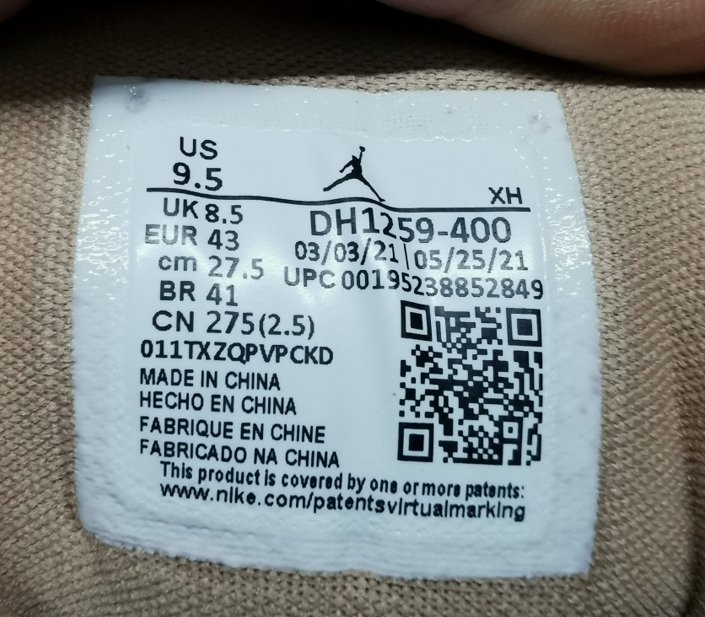 US
9.5
XH
UK 8.5
DH1259-400
EUR 43
03/03/21 | 05/25/21
cm 27.5
UPC 00195238852849
BR 41
CN 275(2.5)
011TXZQPVPCKD
MADE IN CHINA
HECHO EN CHINA
FABRIQUE EN CHINE
FABRICADO NA CHINA
This product is covered by one or more patents:
www.nike.com/patentsvirtualmarking